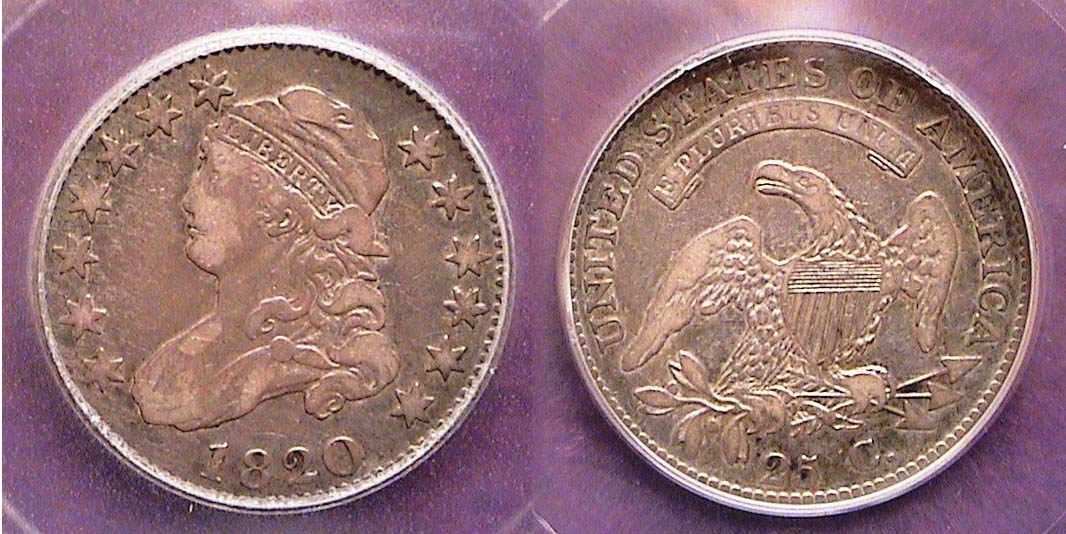 LIBERTY
1820
UNITED STATES OF AMERICA
E PLURIBUS UNUM
25 C.